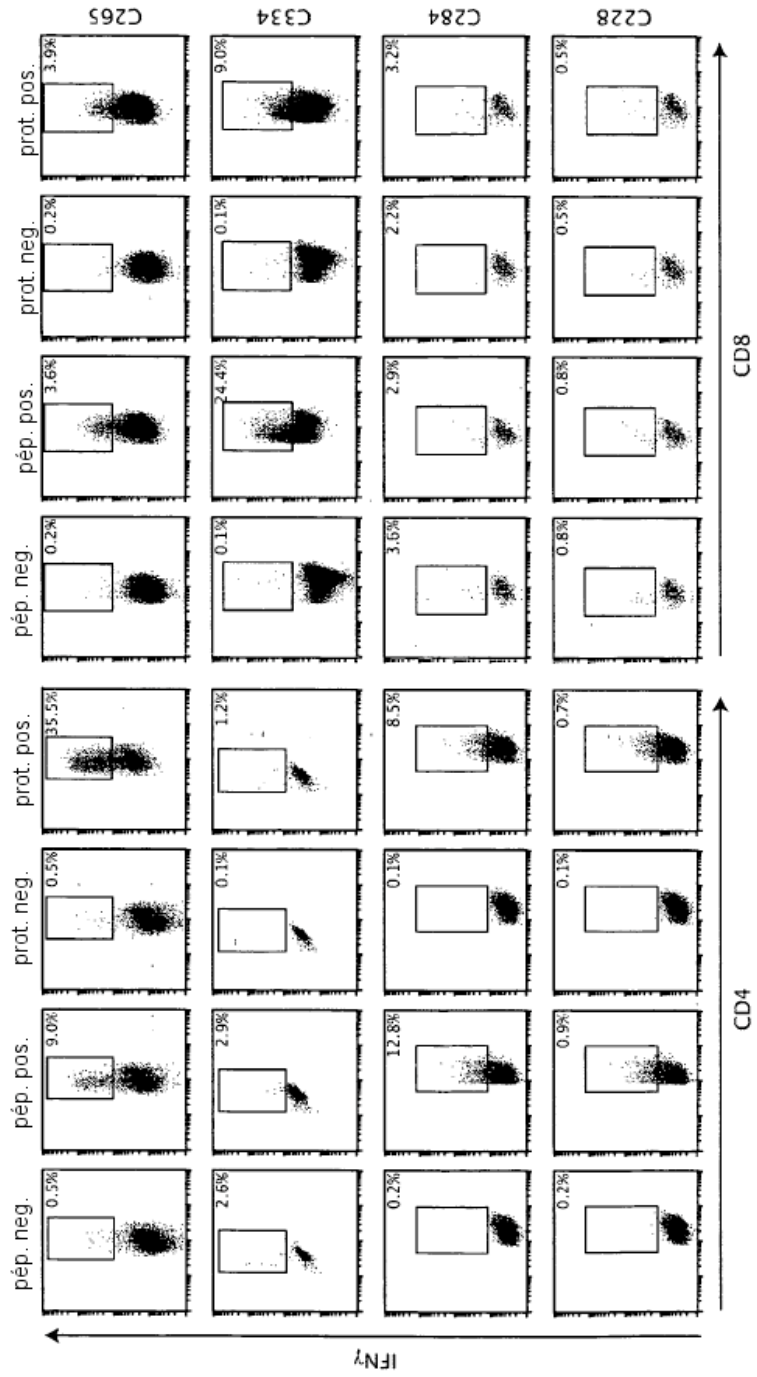 pép. neg. pép. pos. prot. neg. prot. pos. pép. neg. pép. pos. prot. neg. prot. pos.
0.5% 9.0% 0.5% 35.5% 0.2% 3.6% 0.2% 3.9% C265
2.6% 2.9% 0.1% 1.2% 0.1% 24.4% 0.1% 9.0% C334
0.2% 12.8% 0.1% 8.5% 3.6% 2.9% 2.2% 3.2% C284
0.2% 0.9% 0.1% 0.7% 0.8% 0.8% 0.5% 0.5% C228
IFNγ
CD4 CD8